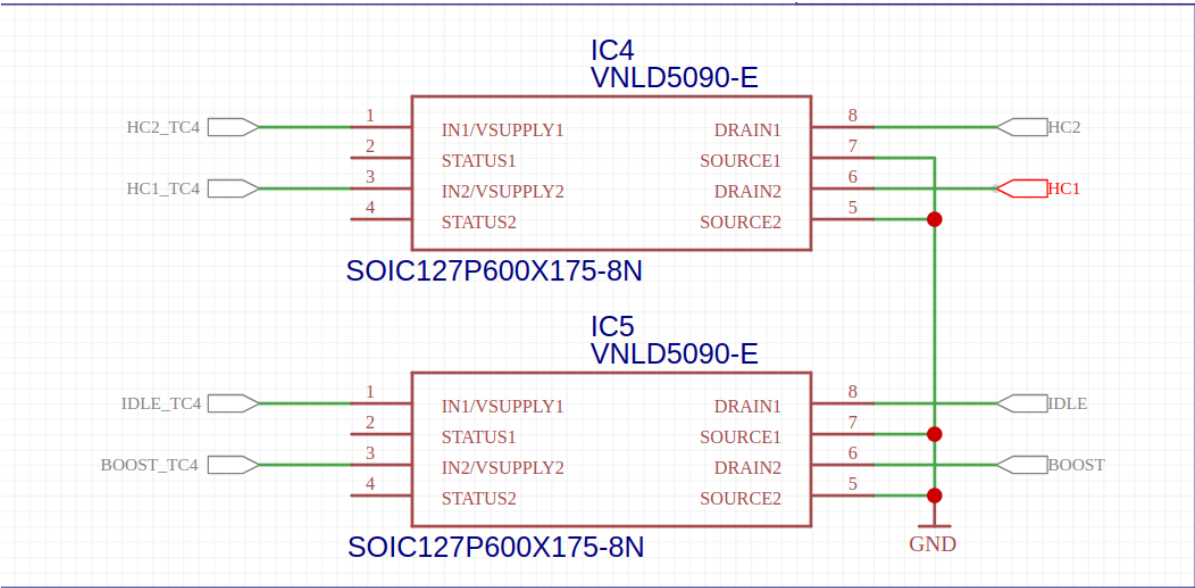 IC4
VNLD5090-E
HC2_TC4 1 IN1/VSUPPLY1 DRAIN1 8 HC2
2 STATUS1 SOURCE1 7
HC1_TC4 3 IN2/VSUPPLY2 DRAIN2 6 HC1
4 STATUS2 SOURCE2 5
SOIC127P600X175-8N
IC5
VNLD5090-E
IDLE_TC4 1 IN1/VSUPPLY1 DRAIN1 8 IDLE
2 STATUS1 SOURCE1 7
BOOST_TC4 3 IN2/VSUPPLY2 DRAIN2 6 BOOST
4 STATUS2 SOURCE2 5
SOIC127P600X175-8N
GND